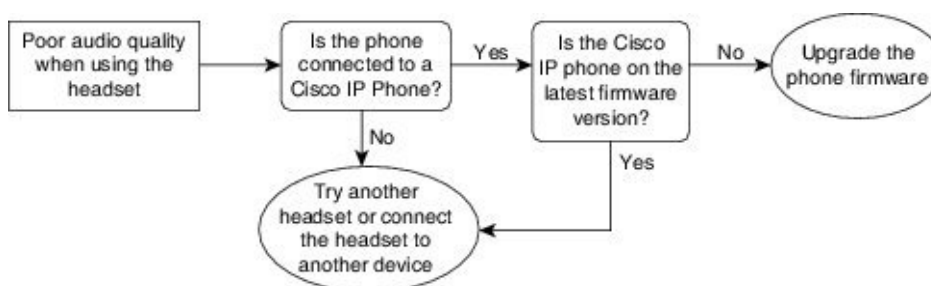 Poor audio quality
when using the
headset
Is the phone
connected to a
Cisco IP Phone?
Yes
Is the Cisco
IP phone on the
latest firmware
version?
No
Upgrade the
phone firmware
No
Yes
Try another
headset or connect
the headset to
another device